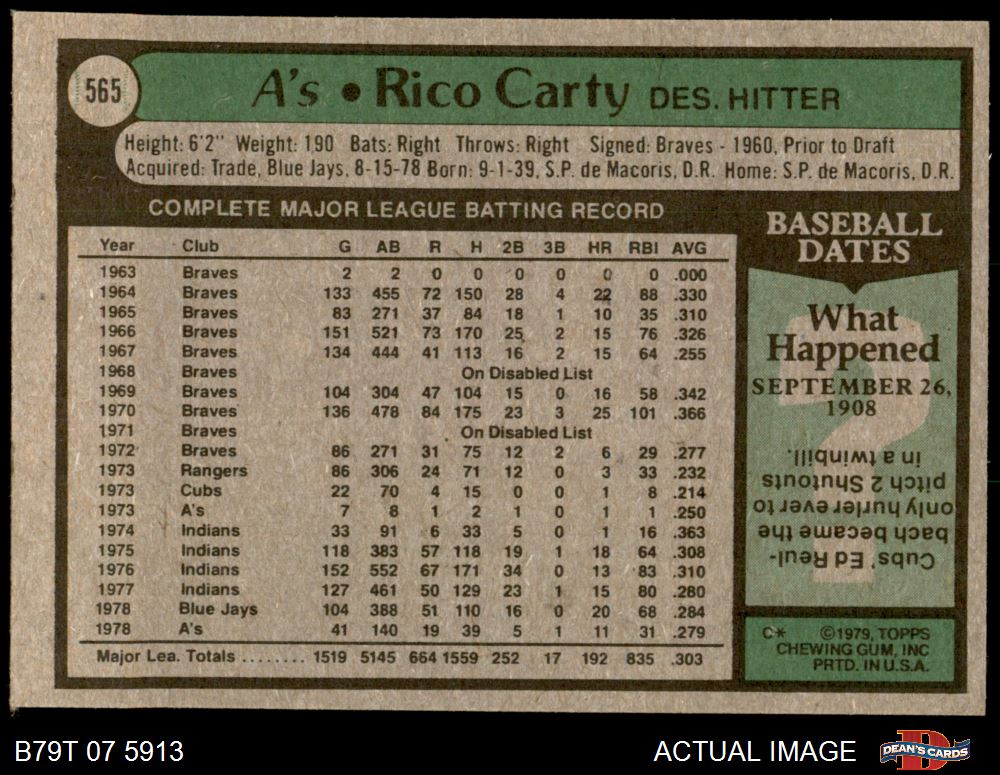 565
A's • Rico Carty DES. HITTER
Height: 6'2" Weight: 190 Bats: Right Throws: Right Signed: Braves - 1960, Prior to Draft
Acquired: Trade, Blue Jays, 8-15-78 Born: 9-1-39, S.P. de Macoris, D.R. Home: S.P. de Macoris, D.R.
COMPLETE MAJOR LEAGUE BATTING RECORD
Year Club G AB R H 2B 3B HR RBI AVG
1963 Braves 2 2 0 0 0 0 0 0 .000
1964 Braves 133 455 72 150 28 4 22 88 .330
1965 Braves 83 271 37 84 18 1 10 35 .310
1966 Braves 151 521 73 170 25 2 15 76 .326
1967 Braves 134 444 41 113 16 2 15 64 .255
1968 Braves On Disabled List
1969 Braves 104 304 47 104 15 0 16 58 .342
1970 Braves 136 478 84 175 23 3 25 101 .366
1971 Braves On Disabled List
1972 Braves 86 271 31 75 12 2 6 29 .277
1973 Rangers 86 306 24 71 12 0 3 33 .232
1973 Cubs 22 70 4 15 0 0 1 8 .214
1973 A's 7 8 1 2 1 0 1 1 .250
1974 Indians 33 91 6 33 5 0 1 16 .363
1975 Indians 118 383 57 118 19 1 18 64 .308
1976 Indians 152 552 67 171 34 0 13 83 .310
1977 Indians 127 461 50 129 23 1 15 80 .280
1978 Blue Jays 104 388 51 110 16 0 20 68 .284
1978 A's 41 140 19 39 5 1 11 31 .279
Major Lea. Totals ........ 1519 5145 664 1559 252 17 192 835 .303
BASEBALL
DATES
What
Happened
SEPTEMBER 26,
1908
Cubs' Ed Reul-
bach became the
only hurler ever to
pitch 2 Shutouts
in a twinbill.
C* ©1979, TOPPS
CHEWING GUM, INC
PRTD. IN U.S.A.
B79T 07 5913
ACTUAL IMAGE
D
DEAN'S CARDS